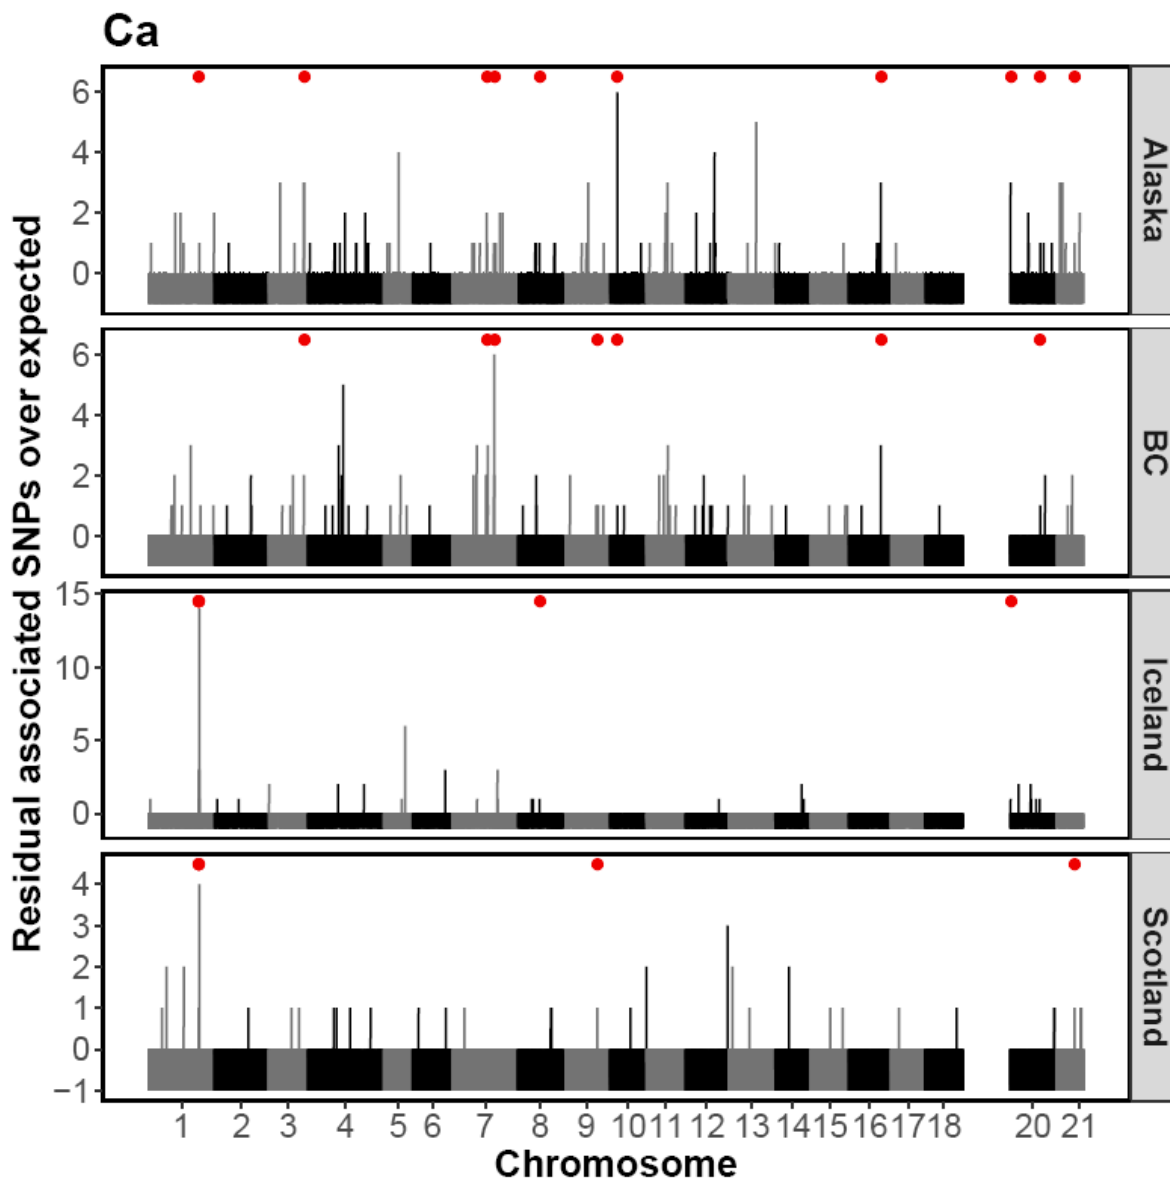 Ca
Residual associated SNPs over expected
6
4
2
0
Alaska
6
4
2
0
BC
15
10
5
0
Iceland
4
3
2
1
0
−1
Scotland
1 2 3 4 5 6 7 8 9 10 11 12 13 14 15 16 17 18 20 21
Chromosome